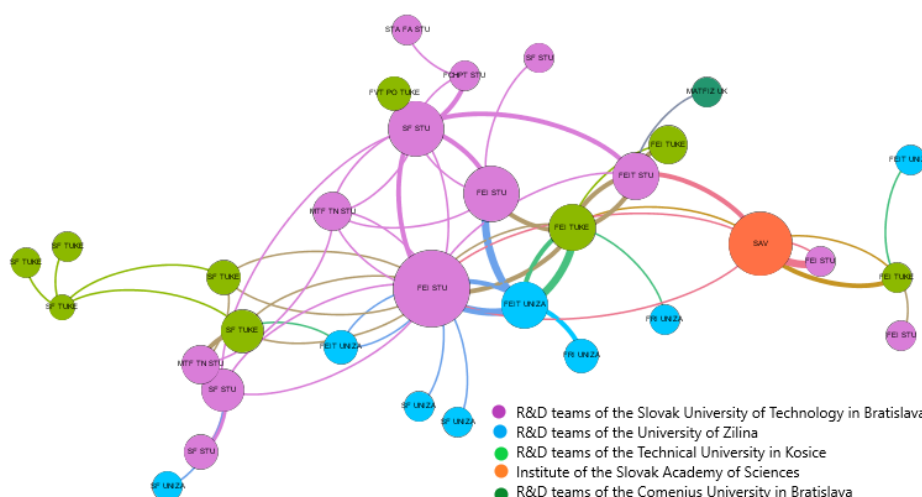 STA FA STU
SF STU
FCHPT STU
FVT PO TUKE
MATFIZ UK
SF STU
FEI TUKE
FEIT UNI
FEIT STU
FEI STU
MTF TN STU
FEI TUKE
SF TUKE
SAV
SF TUKE
FEI STU
SF TUKE
FEI TUKE
FEI STU
SF TUKE
FEIT UNIZA
FRI UNIZA
SF TUKE
FEI STU
FEIT UNIZA
FRI UNIZA
MTF TN STU
SF STU
SF UNIZA
SF UNIZA
R&D teams of the Slovak University of Technology in Bratislava
R&D teams of the University of Zilina
SF STU
R&D teams of the Technical University in Kosice
Institute of the Slovak Academy of Sciences
SF UNIZA
R&D teams of the Comenius University in Bratislava